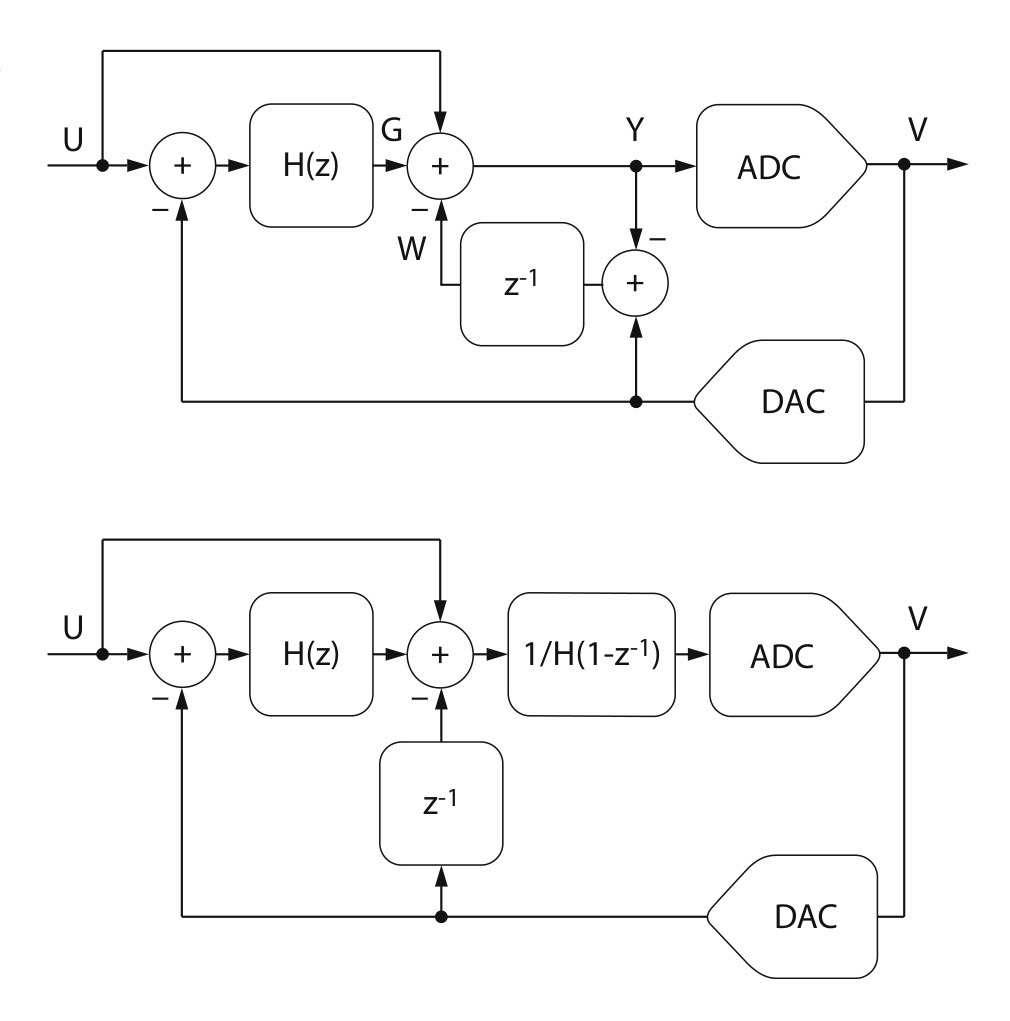 U
+
−
H(z)
G
+
−
W
Y
z⁻¹
−
+
ADC
V
DAC
U
+
−
H(z)
+
−
z⁻¹
1/H(1-z⁻¹)
ADC
V
DAC